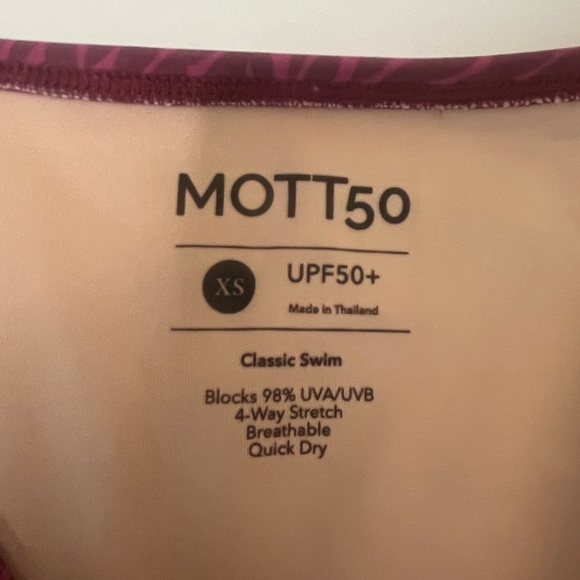 MOTT50
XS
UPF50+
Made in Thailand
Classic Swim
Blocks 98% UVA/UVB
4-Way Stretch
Breathable
Quick Dry